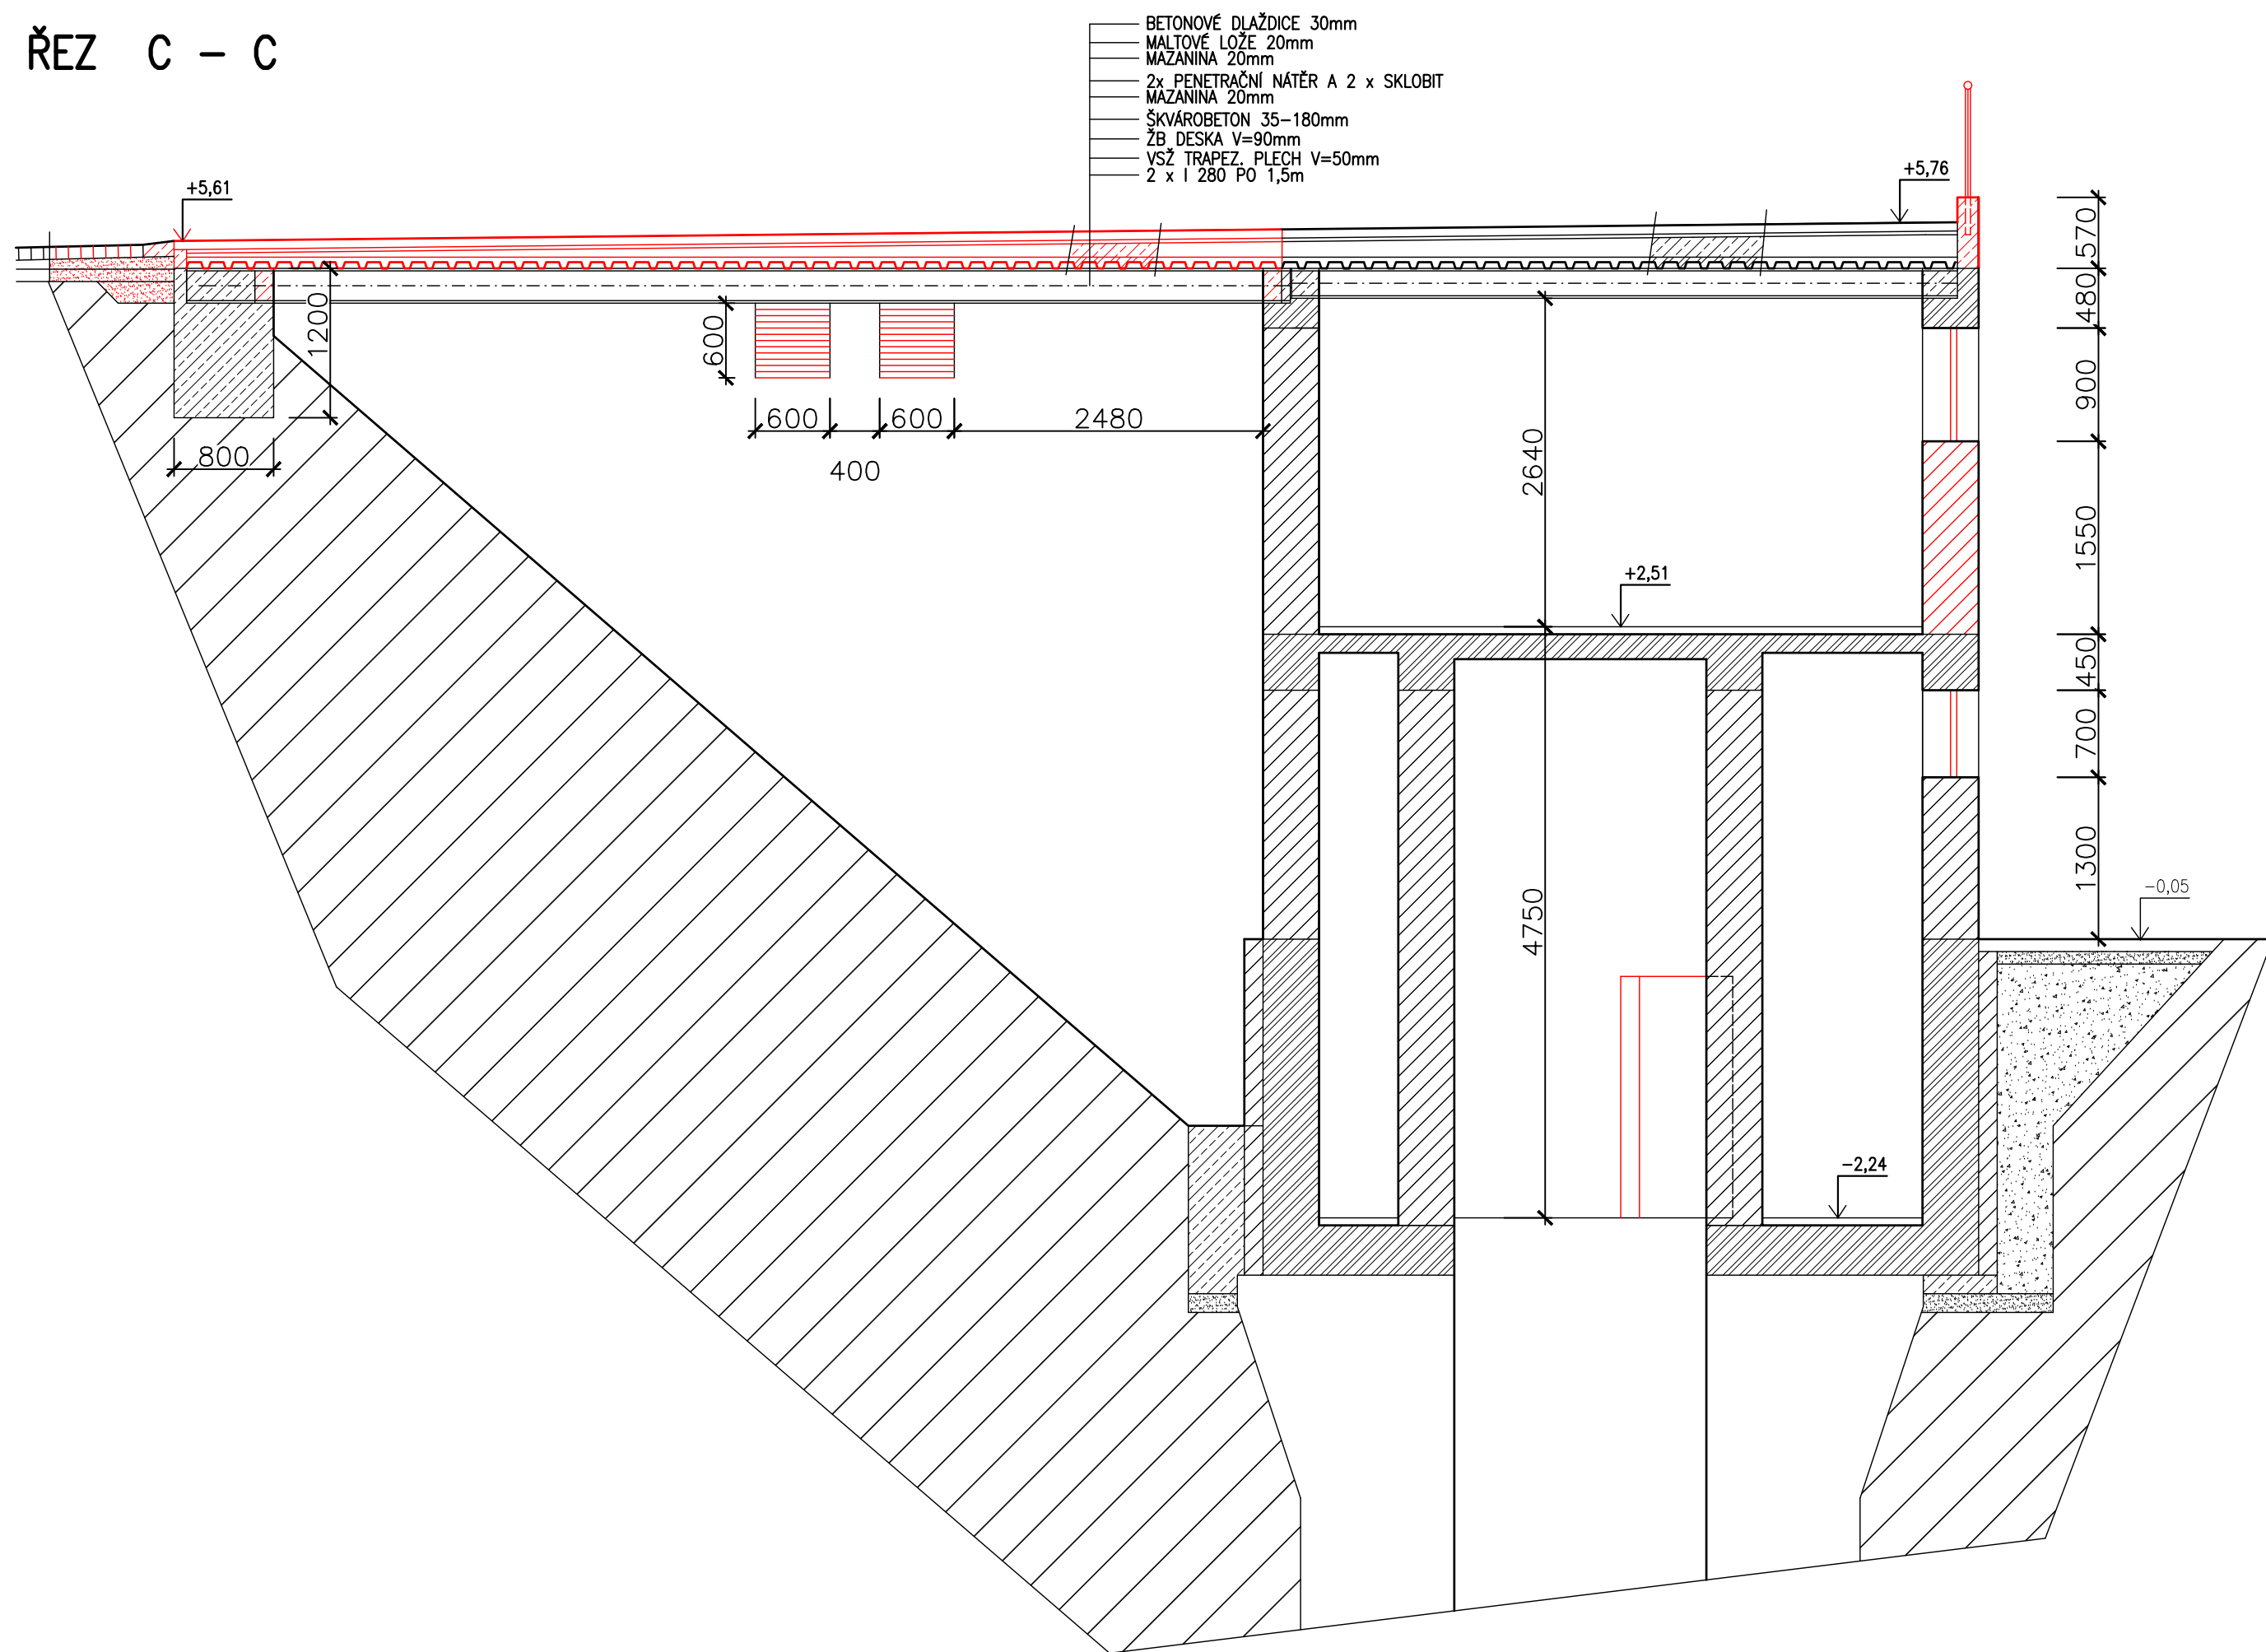 ŘEZ C - C
BETONOVÉ DLAŽDICE 30mm
MALTOVÉ LOŽE 20mm
MAZANINA 20mm
2x PENETRAČNÍ NÁTĚR A 2 x SKLOBIT
MAZANINA 20mm
ŠKVÁROBETON 35-180mm
ŽB DESKA V=90mm
VSŽ TRAPEZ. PLECH V=50mm
2 x I 280 PO 1,5m
+5,61
+5,76
570
480
900
1550
450
700
1300
1200
800
600
600
600
2480
400
2640
+2,51
4750
-0,05
-2,24